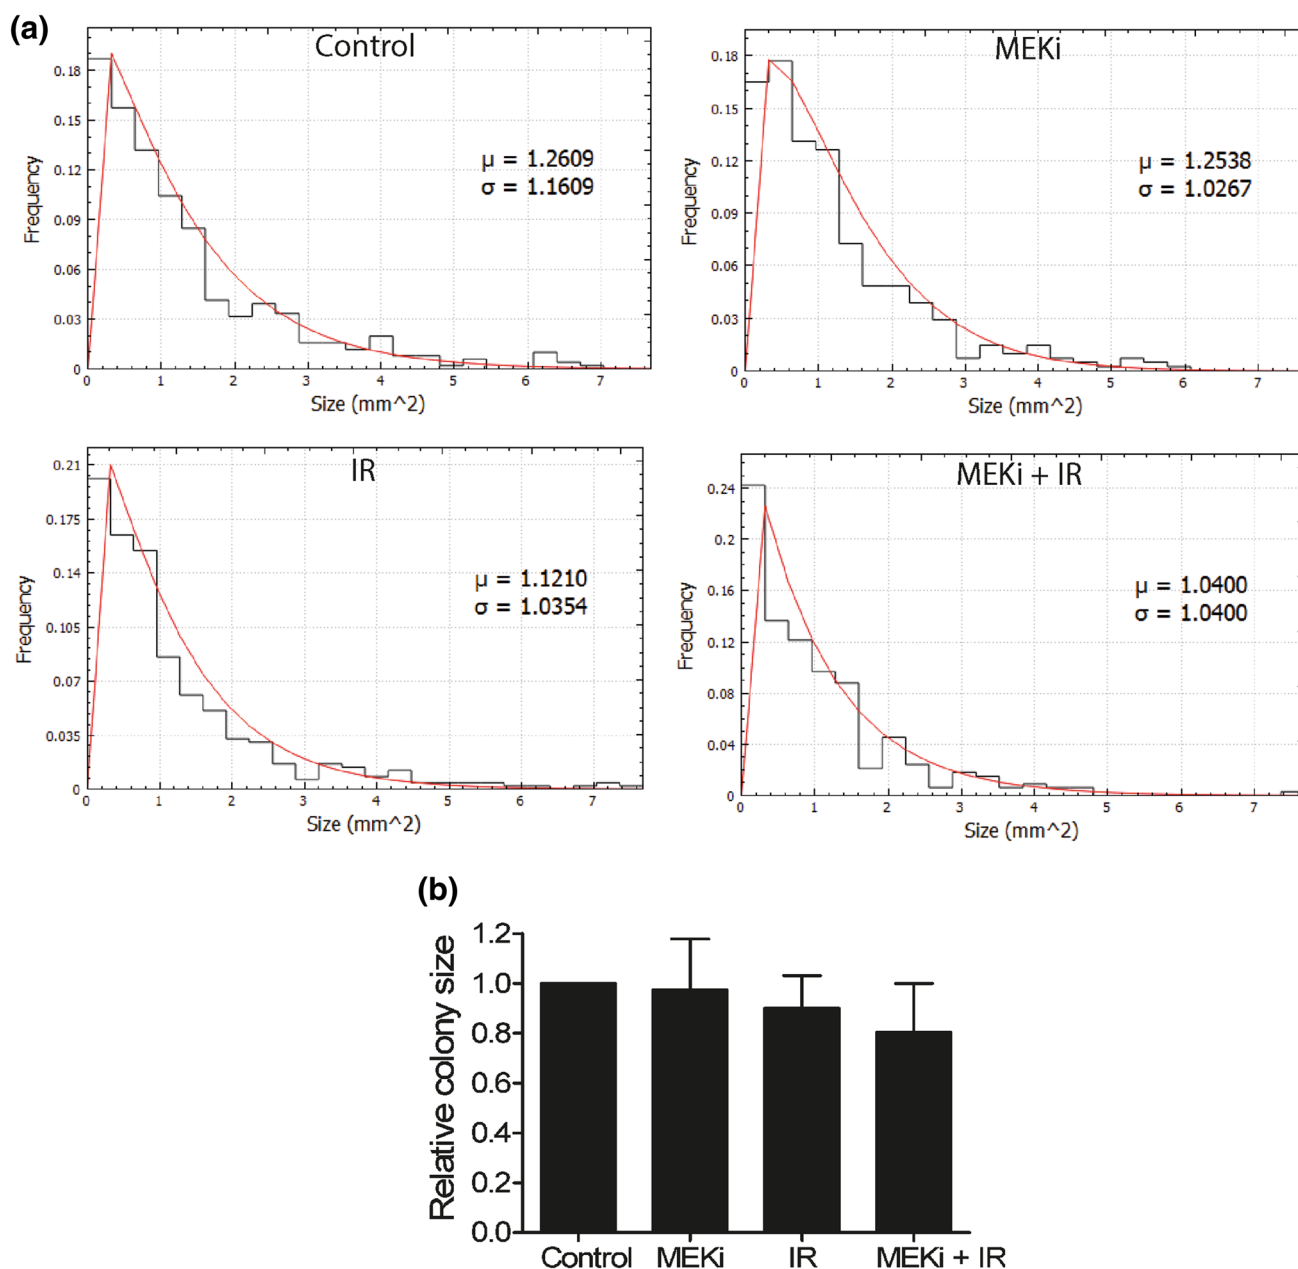 (a)
Control
0.18
0.15
0.12
0.09
0.06
0.03
0
Frequency
μ = 1.2609
σ = 1.1609
0 1 2 3 4 5 6 7
Size (mm^2)
MEKi
0.18
0.15
0.12
0.09
0.06
0.03
0
Frequency
μ = 1.2538
σ = 1.0267
0 1 2 3 4 5 6 7
Size (mm^2)
IR
0.21
0.175
0.14
0.105
0.07
0.035
0
Frequency
μ = 1.1210
σ = 1.0354
0 1 2 3 4 5 6 7
Size (mm^2)
MEKi + IR
0.24
0.2
0.16
0.12
0.08
0.04
0
Frequency
μ = 1.0400
σ = 1.0400
0 1 2 3 4 5 6 7
Size (mm^2)
(b)
Relative colony size
1.2
1.0
0.8
0.6
0.4
0.2
0.0
Control MEKi IR MEKi + IR